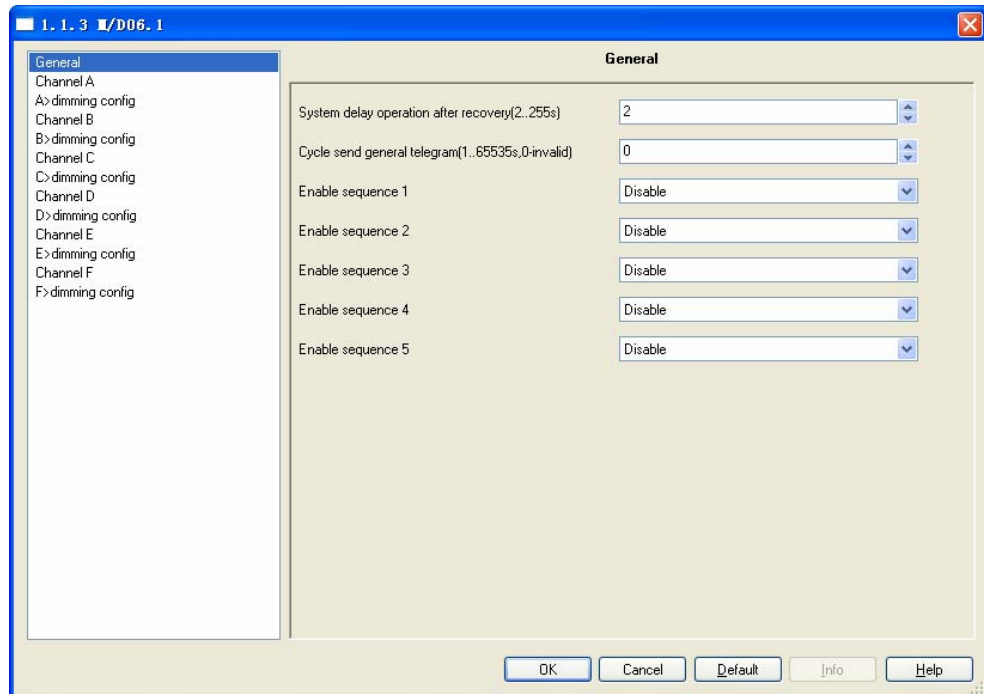 1.1.3 M/D06.1
General
Channel A
A>dimming config
Channel B
B>dimming config
Channel C
C>dimming config
Channel D
D>dimming config
Channel E
E>dimming config
Channel F
F>dimming config
General
System delay operation after recovery(2..255s)
2
Cycle send general telegram(1..65535s,0-invalid)
0
Enable sequence 1
Disable
Enable sequence 2
Disable
Enable sequence 3
Disable
Enable sequence 4
Disable
Enable sequence 5
Disable
OK
Cancel
Default
Info
Help